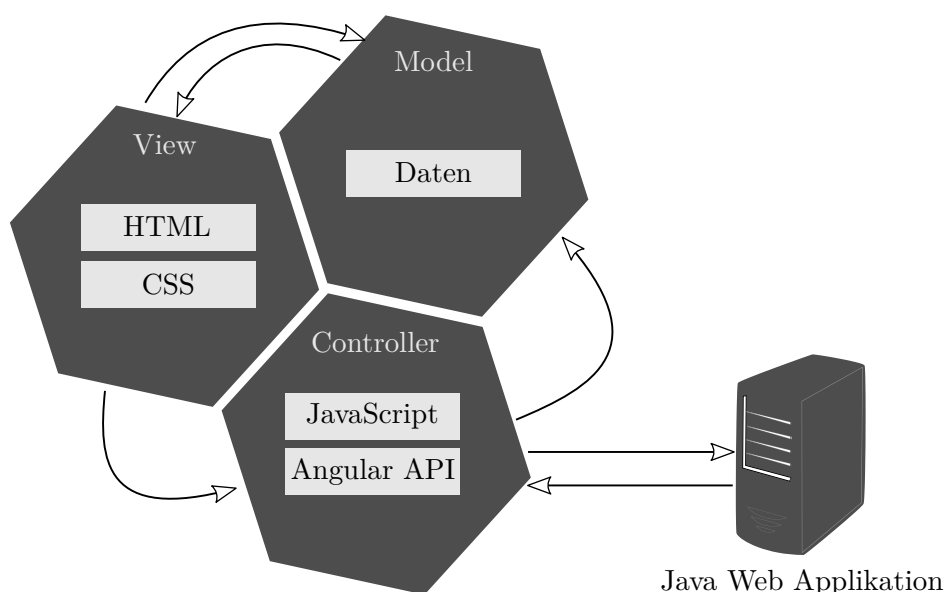 Model
Daten
View
HTML
CSS
Controller
JavaScript
Angular API
Java Web Applikation